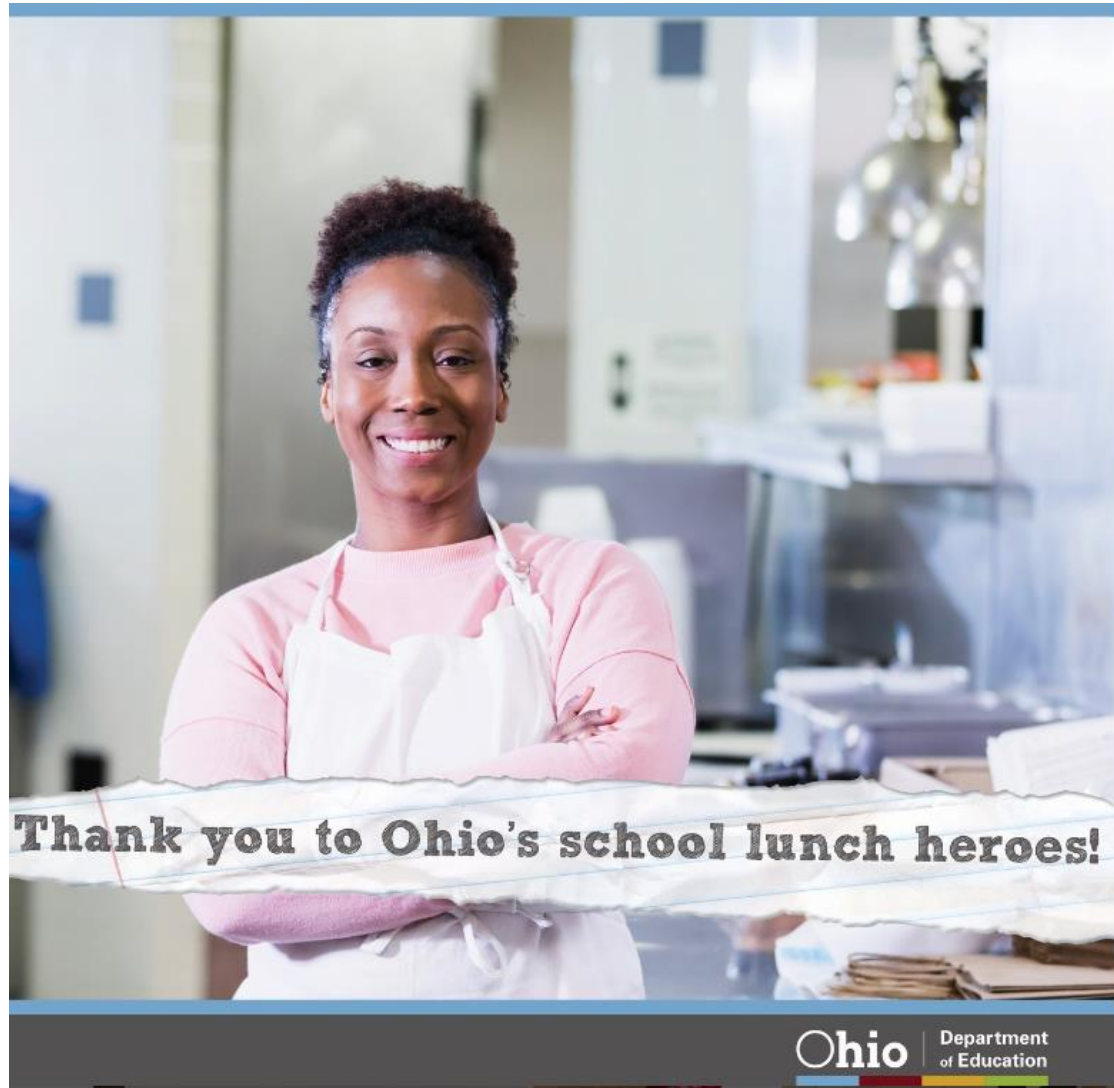 Thank you to Ohio's school lunch heroes!
Ohio
Department
of Education